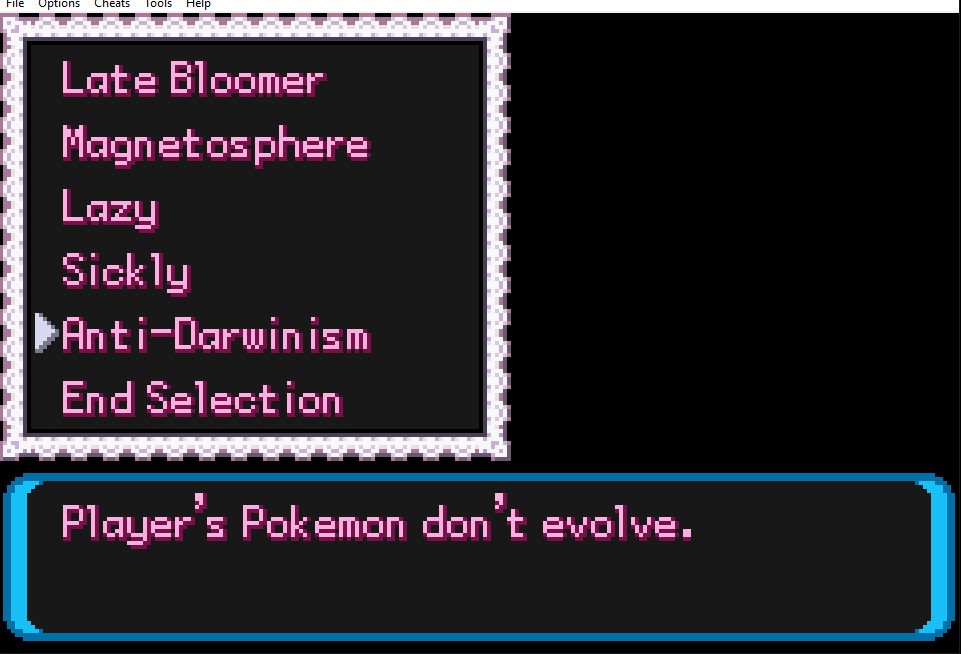 File Options Cheats Tools Help
Late Bloomer
Magnetosphere
Lazy
Sickly
Anti-Darwinism
End Selection
Player's Pokemon don't evolve.